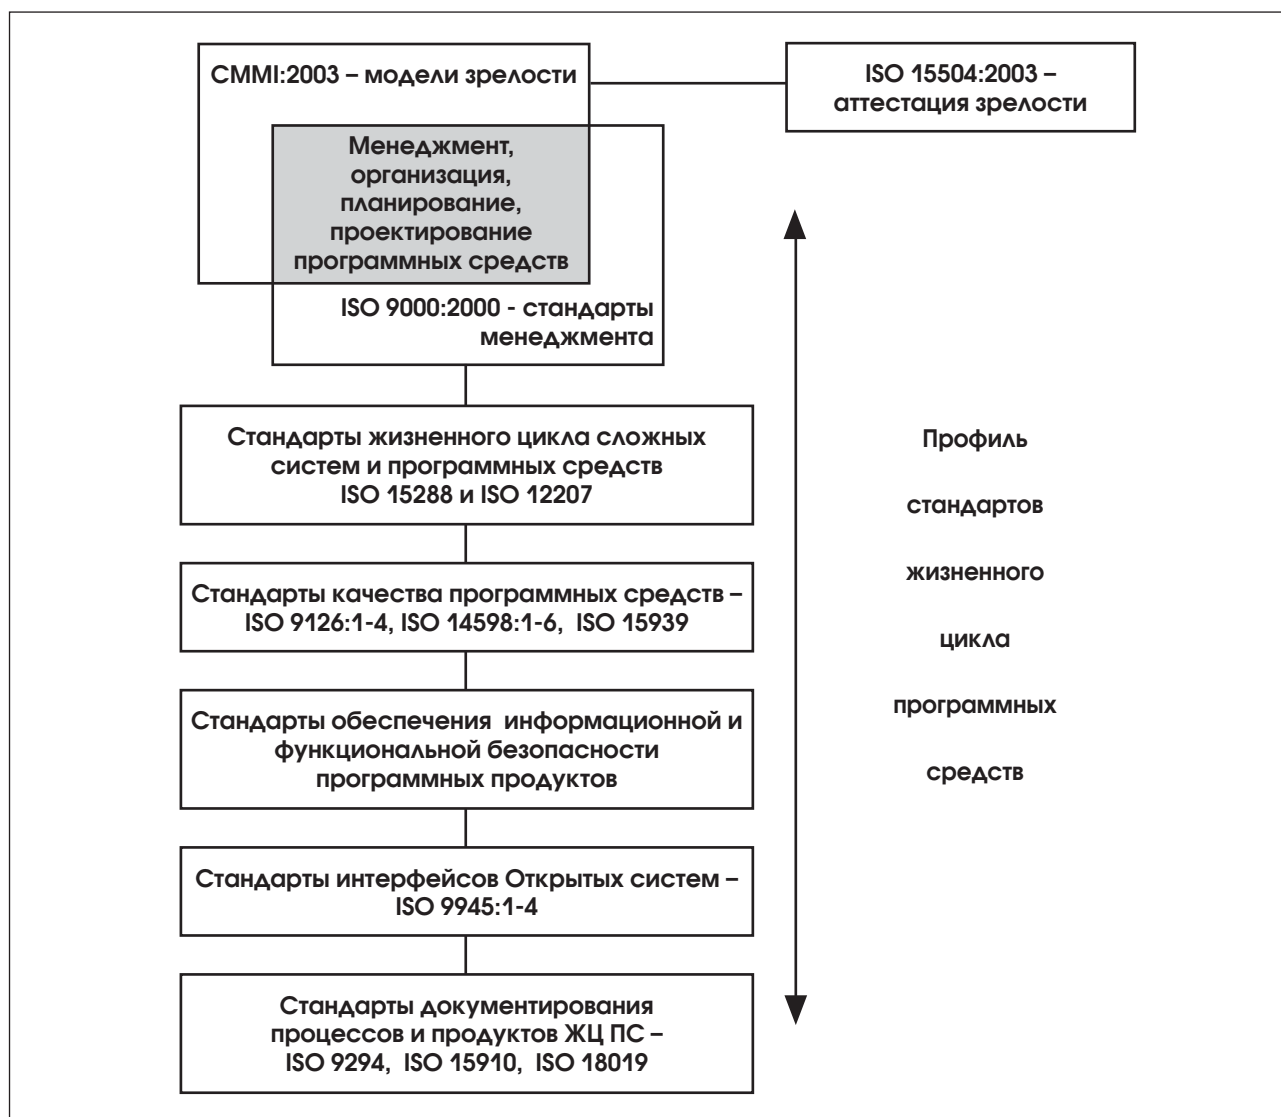 CMMI:2003 – модели зрелости
ISO 15504:2003 –
аттестация зрелости
Менеджмент,
организация,
планирование,
проектирование
программных средств
ISO 9000:2000 - стандарты
менеджмента
Стандарты жизненного цикла сложных
систем и программных средств
ISO 15288 и ISO 12207
Стандарты качества программных средств –
ISO 9126:1-4, ISO 14598:1-6, ISO 15939
Стандарты обеспечения информационной и
функциональной безопасности
программных продуктов
Стандарты интерфейсов Открытых систем –
ISO 9945:1-4
Стандарты документирования
процессов и продуктов ЖЦ ПС –
ISO 9294, ISO 15910, ISO 18019
Профиль
стандартов
жизненного
цикла
программных
средств